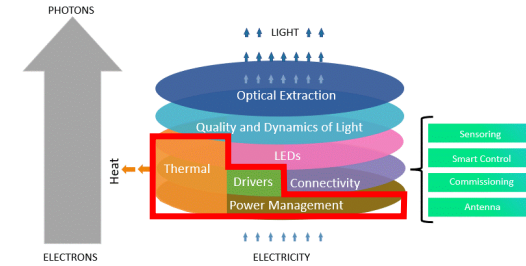 PHOTONS
LIGHT
Optical Extraction
Quality and Dynamics of Light
LEDs
Thermal
Heat
Drivers
Connectivity
Power Management
Sensoring
Smart Control
Commissioning
Antenna
ELECTRONS
ELECTRICITY